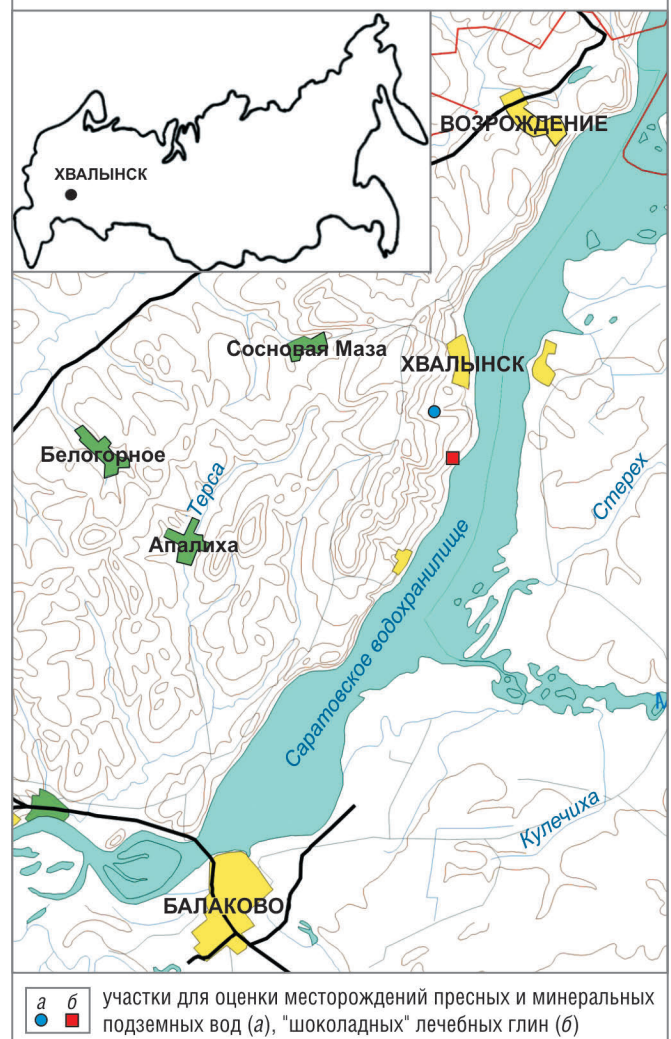 ХВАЛЫНСК
ВОЗРОЖДЕНИЕ
Сосновая Маза
ХВАЛЫНСК
Белогорное
Терса
Стерех
Апалиха
Саратовское водохранилище
Кулечиха
БАЛАКОВО
а б
участки для оценки месторождений пресных и минеральных
подземных вод (а), "шоколадных" лечебных глин (б)